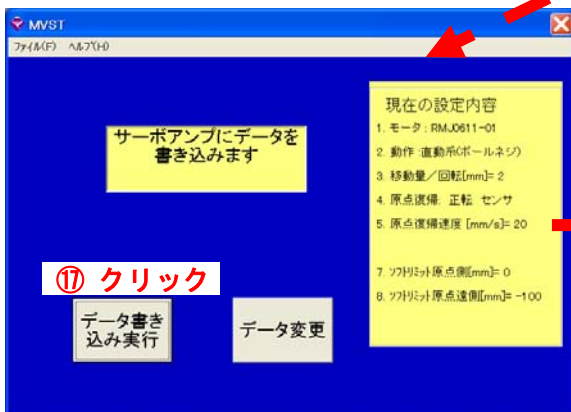 MVST
ファイル(F) ヘルプ(H)
現在の設定内容
1. モータ : RMJ0611-01
2. 動作 :直動系(ボールネジ)
3. 移動量／回転[mm]= 2
4. 原点復帰: 正転 センサ
5. 原点復帰速度 [mm/s]= 20
7. ソフトリミット原点側[mm]= 0
8. ソフトリミット原点遠側[mm]= -100
サーボアンプにデータを
書き込みます
⑰ クリック
データ書き
込み実行
データ変更